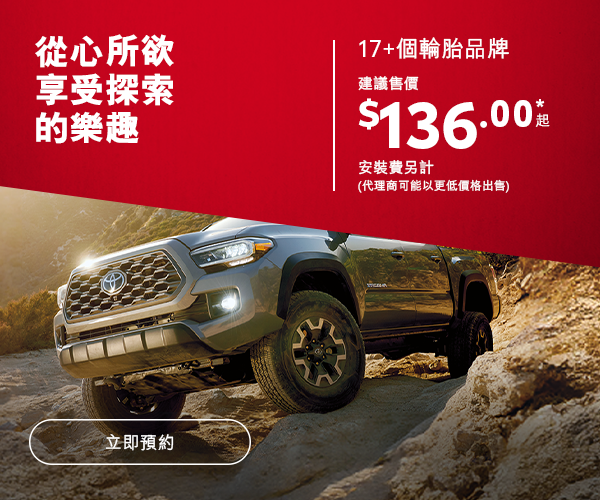 從心所欲
享受探索
的樂趣
17+個輪胎品牌
建議售價
$136.00*起
安裝費另計
(代理商可能以更低價格出售)
立即預約